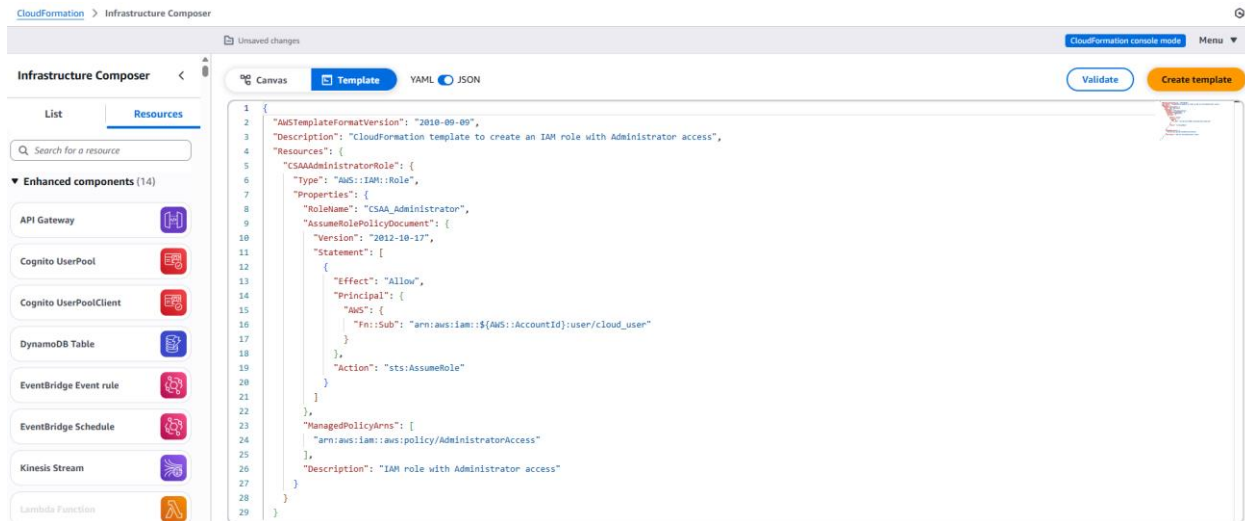 CloudFormation > Infrastructure Composer
Unsaved changes
CloudFormation console mode Menu
Infrastructure Composer
Canvas Template YAML JSON Validate Create template
List Resources
Search for a resource
Enhanced components (14)
API Gateway
Cognito UserPool
Cognito UserPoolClient
DynamoDB Table
EventBridge Event rule
EventBridge Schedule
Kinesis Stream
Lambda Function
1 {
2 "AWSTemplateFormatVersion": "2010-09-09",
3 "Description": "CloudFormation template to create an IAM role with Administrator access",
4 "Resources": {
5 "CSAAAdministratorRole": {
6 "Type": "AWS::IAM::Role",
7 "Properties": {
8 "RoleName": "CSAA_Administrator",
9 "AssumeRolePolicyDocument": {
10 "Version": "2012-10-17",
11 "Statement": [
12 {
13 "Effect": "Allow",
14 "Principal": {
15 "AWS": {
16 "Fn::Sub": "arn:aws:iam::${AWS::AccountId}:user/cloud_user"
17 }
18 },
19 "Action": "sts:AssumeRole"
20 }
21 ]
22 },
23 "ManagedPolicyArns": [
24 "arn:aws:iam::aws:policy/AdministratorAccess"
25 ],
26 "Description": "IAM role with Administrator access"
27 }
28 }
29 }